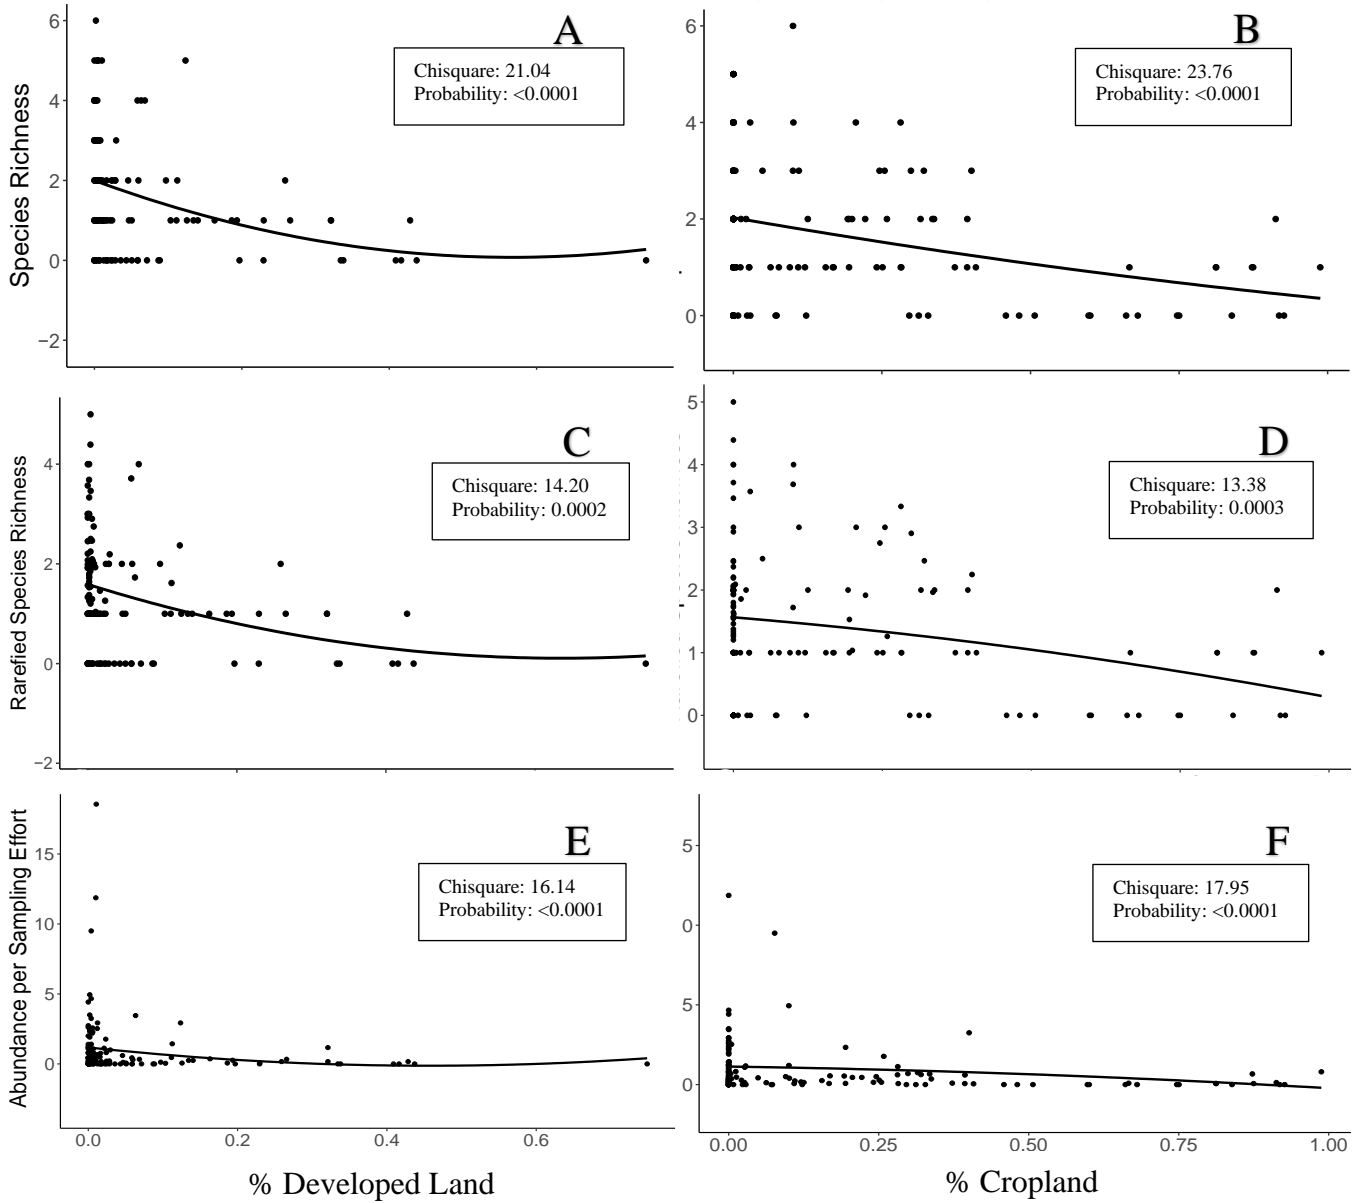 A
Chisquare: 21.04
Probability: <0.0001
Species Richness
6
4
2
0
−2
B
Chisquare: 23.76
Probability: <0.0001
6
4
2
0
C
Chisquare: 14.20
Probability: 0.0002
Rarefied Species Richness
4
2
0
−2
D
Chisquare: 13.38
Probability: 0.0003
5
4
3
2
1
0
E
Chisquare: 16.14
Probability: <0.0001
Abundance per Sampling Effort
15
10
5
0
0.0 0.2 0.4 0.6
% Developed Land
F
Chisquare: 17.95
Probability: <0.0001
5
0
5
0
0.00 0.25 0.50 0.75 1.00
% Cropland